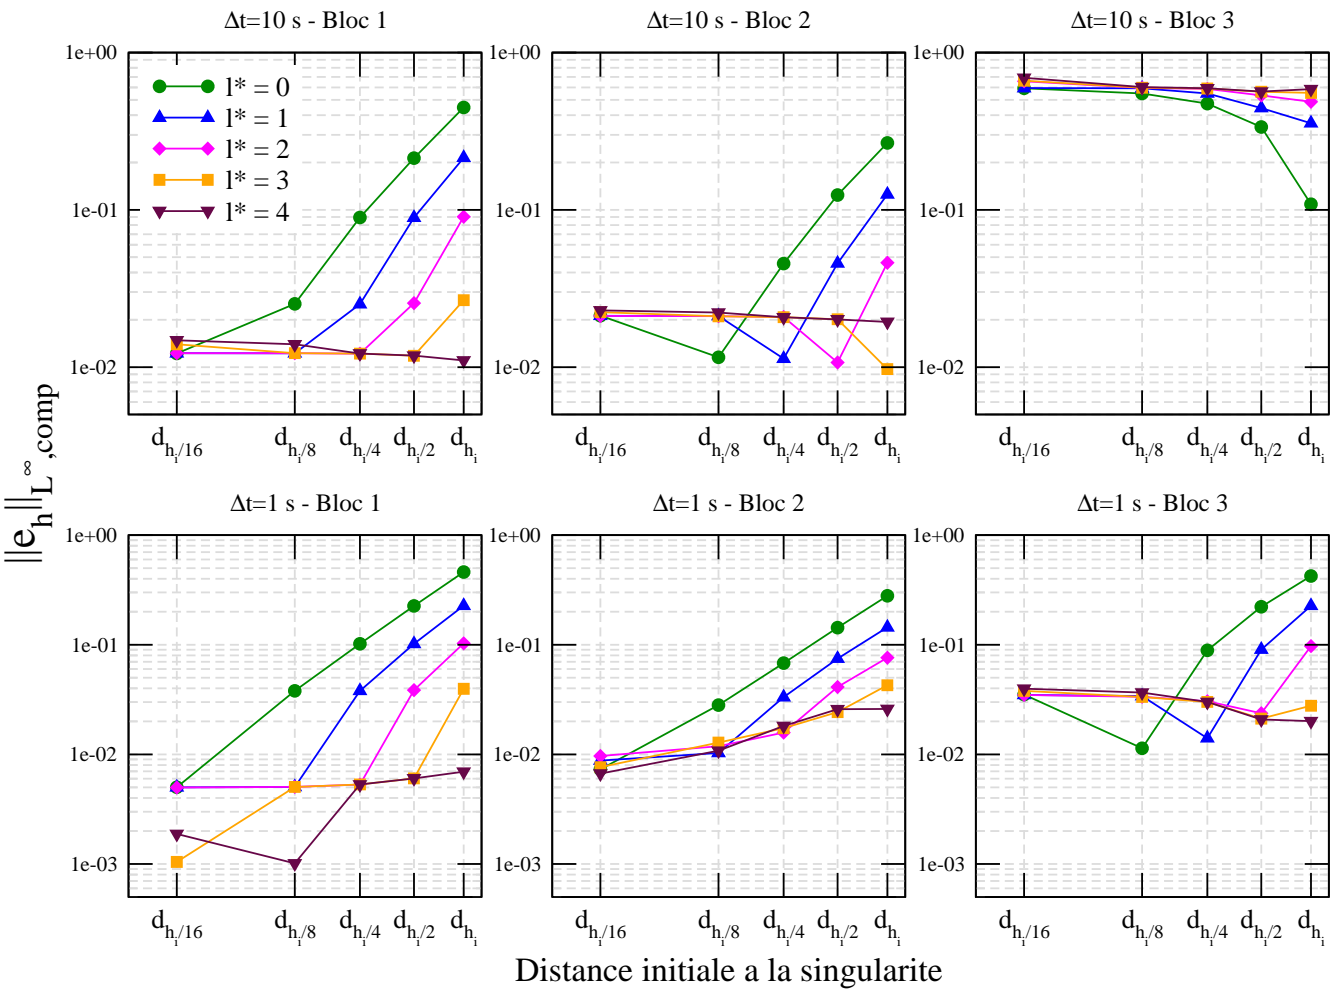 Δt=10 s - Bloc 1
Δt=10 s - Bloc 2
Δt=10 s - Bloc 3
1e+00
1e-01
1e-02
l* = 0
l* = 1
l* = 2
l* = 3
l* = 4
d_{h_i/16} d_{h_i/8} d_{h_i/4} d_{h_i/2} d_{h_i}
1e+00
1e-01
1e-02
d_{h_i/16} d_{h_i/8} d_{h_i/4} d_{h_i/2} d_{h_i}
1e+00
1e-01
1e-02
d_{h_i/16} d_{h_i/8} d_{h_i/4} d_{h_i/2} d_{h_i}
||e_h||_{L^∞,comp}
Δt=1 s - Bloc 1
Δt=1 s - Bloc 2
Δt=1 s - Bloc 3
1e+00
1e-01
1e-02
1e-03
d_{h_i/16} d_{h_i/8} d_{h_i/4} d_{h_i/2} d_{h_i}
1e+00
1e-01
1e-02
1e-03
d_{h_i/16} d_{h_i/8} d_{h_i/4} d_{h_i/2} d_{h_i}
1e+00
1e-01
1e-02
1e-03
d_{h_i/16} d_{h_i/8} d_{h_i/4} d_{h_i/2} d_{h_i}
Distance initiale a la singularite